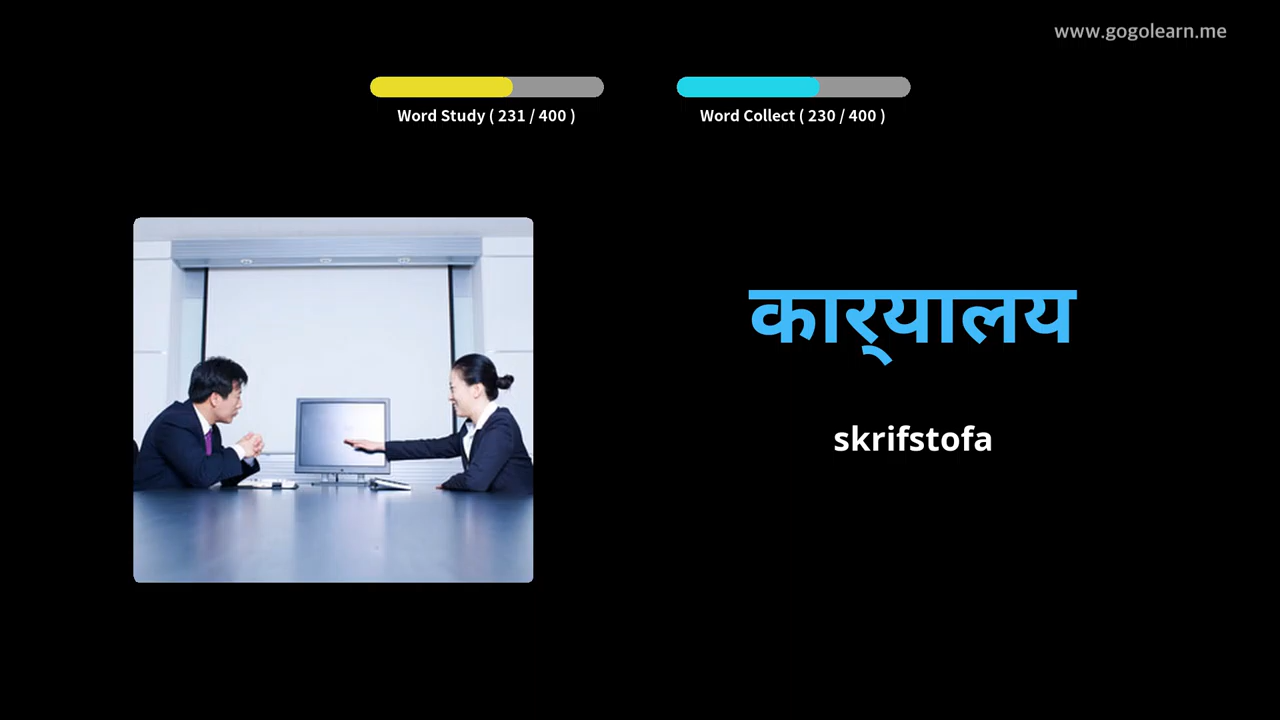 www.gogolearn.me
Word Study ( 231 / 400 )
Word Collect ( 230 / 400 )
कार्‍यालय
skrifstofa